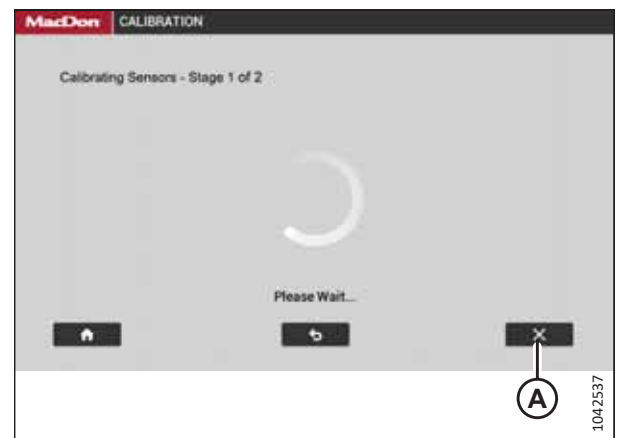 MacDon CALIBRATION
Calibrating Sensors - Stage 1 of 2
Please Wait...
A
1042537